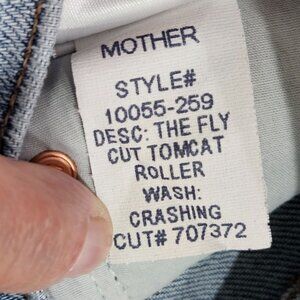 MOTHER
STYLE#
10055-259
DESC: THE FLY
CUT TOMCAT
ROLLER
WASH:
CRASHING
CUT# 707372